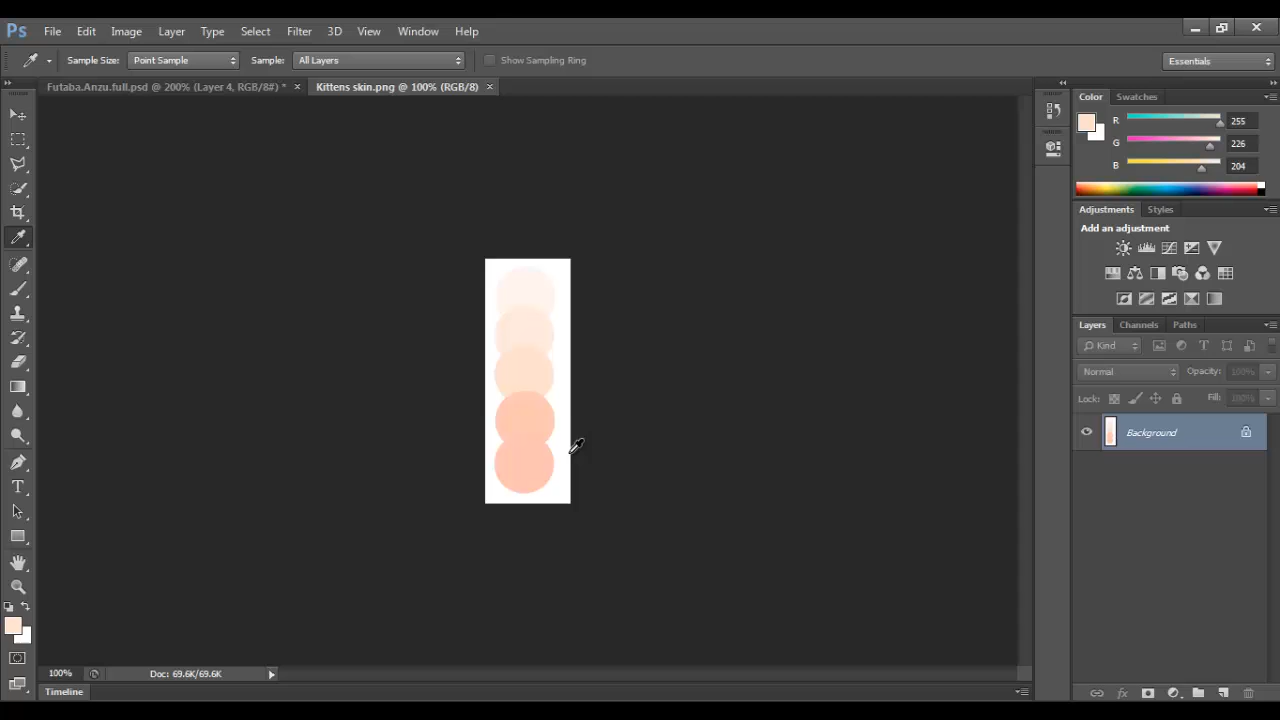 Ps File Edit Image Layer Type Select Filter 3D View Window Help
Sample Size: Point Sample Sample: All Layers Show Sampling Ring Essentials
Futaba.Anzu.full.psd @ 200% (Layer 4, RGB/8#) * × Kittens skin.png @ 100% (RGB/8) ×
Color Swatches
R 255
G 226
B 204
Adjustments Styles
Add an adjustment
Layers Channels Paths
Kind
Normal Opacity: 100%
Lock: Fill: 100%
Background
100% Doc: 69.6K/69.6K
Timeline